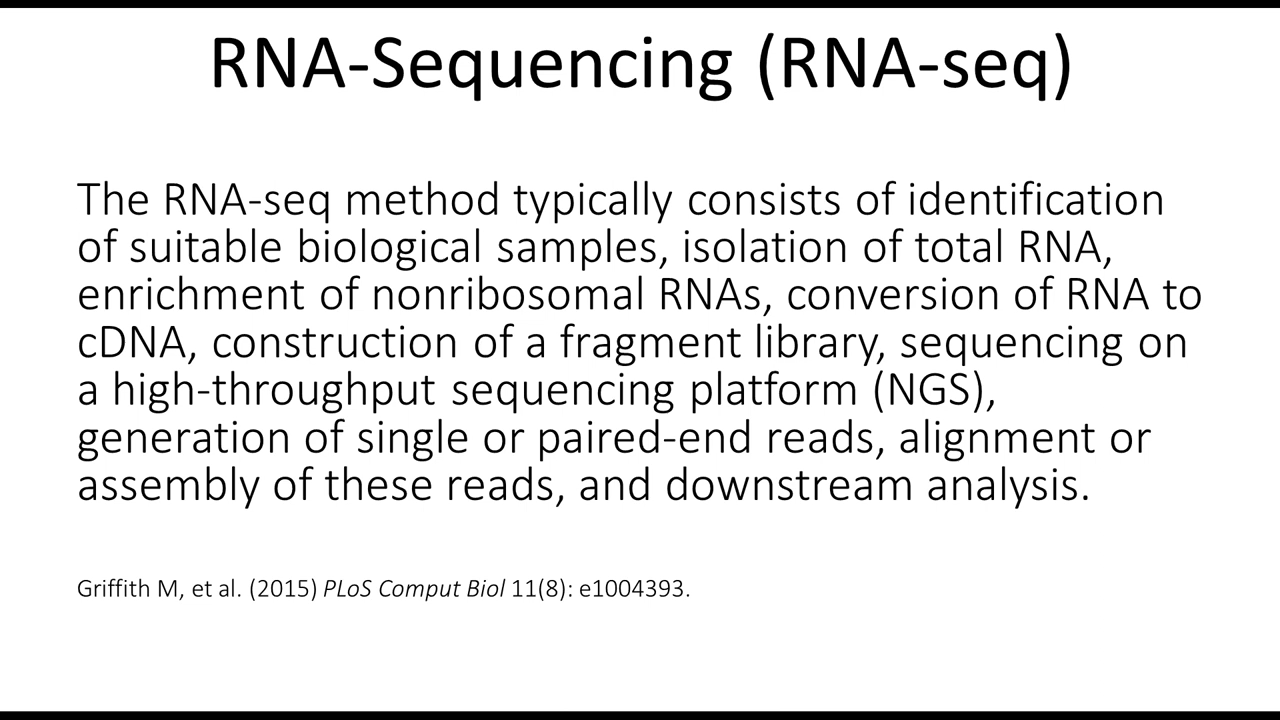 RNA-Sequencing (RNA-seq)
The RNA-seq method typically consists of identification
of suitable biological samples, isolation of total RNA,
enrichment of nonribosomal RNAs, conversion of RNA to
cDNA, construction of a fragment library, sequencing on
a high-throughput sequencing platform (NGS),
generation of single or paired-end reads, alignment or
assembly of these reads, and downstream analysis.
Griffith M, et al. (2015) PLoS Comput Biol 11(8): e1004393.